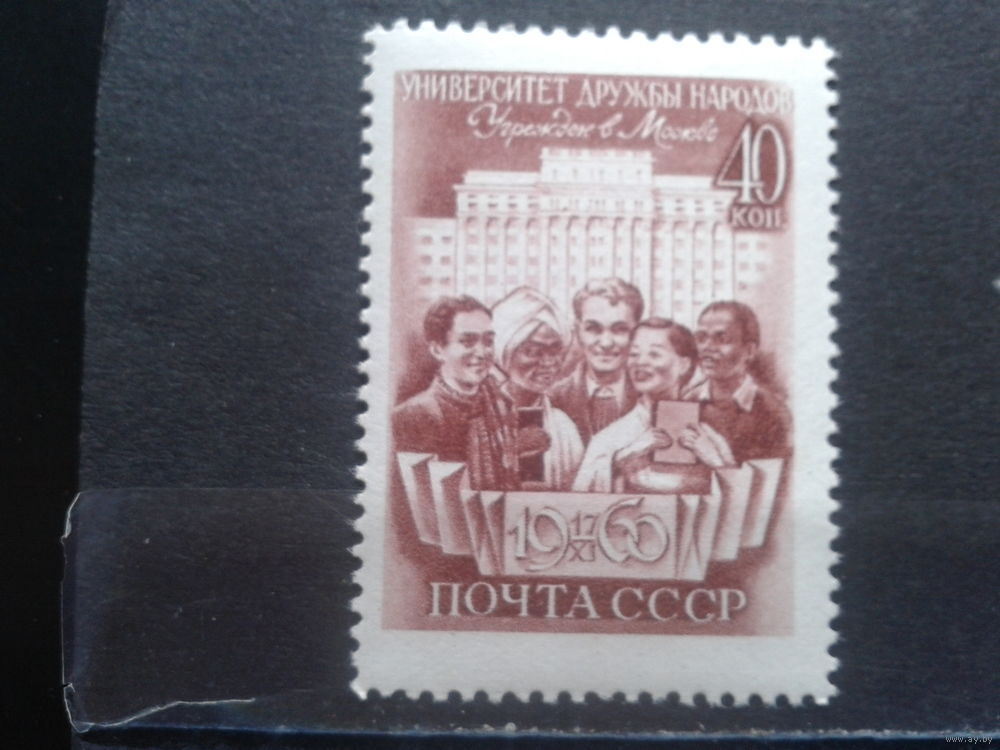 УНИВЕРСИТЕТ ДРУЖБЫ НАРОДОВ
Учрежден в Москве
40
КОП.
19 17/XI 60
ПОЧТА СССР
www.ay.by